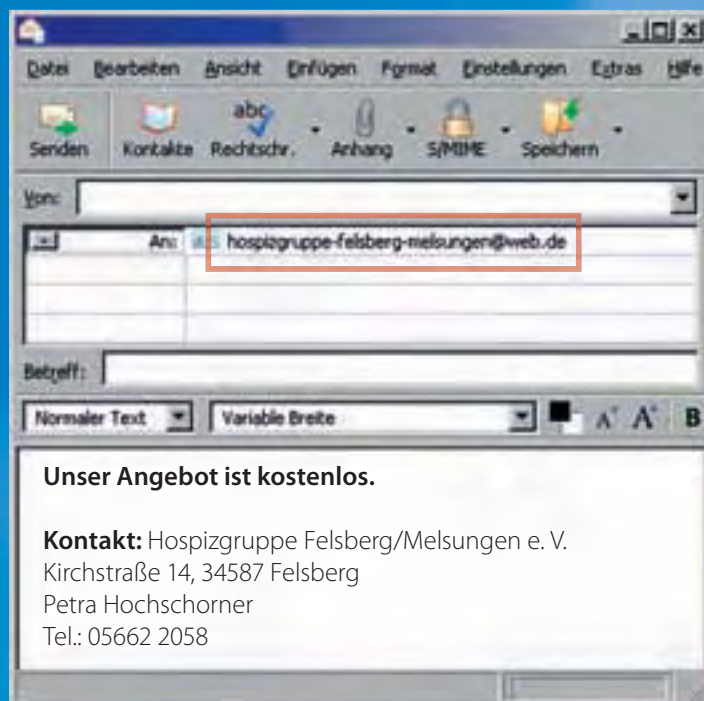 Datei Bearbeiten Ansicht Einfügen Format Einstellungen Extras Hilfe
Senden Kontakte Rechtschr. Anhang S/MIME Speichern
Von:
An: hospizgruppe-felsberg-melsungen@web.de
Betreff:
Normaler Text Variable Breite A A B
Unser Angebot ist kostenlos.
Kontakt: Hospizgruppe Felsberg/Melsungen e. V.
Kirchstraße 14, 34587 Felsberg
Petra Hochschorner
Tel.: 05662 2058